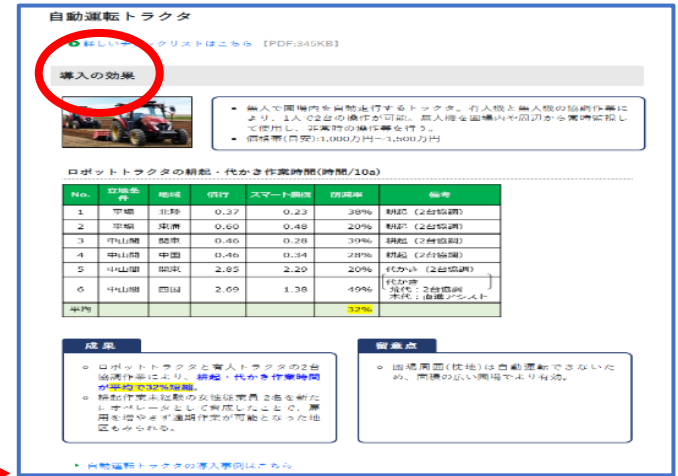 自動運転トラクタ
詳しいチェックリストはこちら [PDF:345KB]
導入の効果
• 無人で圃場内を自動走行するトラクタ。有人機と無人機の協調作業に
より、1人で2台の操作が可能。無人機を圃場内や周辺から常時監視し
て使用し、非常時の操作等を行う。
• 価格帯(目安):1,000万円~1,500万円
ロボットトラクタの耕起・代かき作業時間(時間/10a)
No. 立地条件 地域 慣行 スマート農機 削減率 備考
1 平場 北陸 0.37 0.23 38% 耕起 (2台協調)
2 平場 東海 0.60 0.48 20% 耕起 (2台協調)
3 中山間 関東 0.46 0.28 39% 耕起 (2台協調)
4 中山間 中国 0.46 0.34 28% 耕起 (2台協調)
5 中山間 関東 2.85 2.29 20% 代かき (2台協調)
6 中山間 四国 2.69 1.38 49% 代かき
荒代:2台協調
本代:直進アシスト
平均 32%
成果
ロボットトラクタと有人トラクタの2台
協調作業により、耕起・代かき作業時間
が平均で32%短縮。
耕起作業未経験の女性従業員2名を新た
にオペレータとして育成したことで、雇
用を増やさず適期作業が可能となった地
区もみられる。
留意点
圃場周囲(枕地)は自動運転できないた
め、面積の広い圃場でより有効。
自動運転トラクタの導入事例はこちら